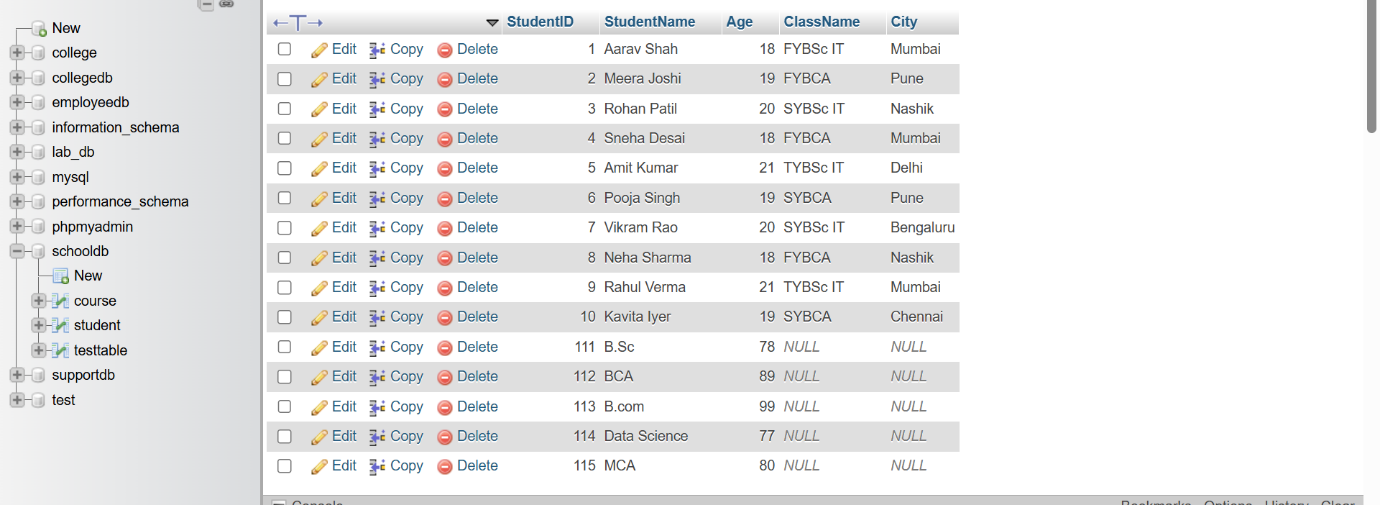 New
college
collegedb
employeedb
information_schema
lab_db
mysql
performance_schema
phpmyadmin
schooldb
New
course
student
testtable
supportdb
test
←T→ StudentID StudentName Age ClassName City
Edit Copy Delete 1 Aarav Shah 18 FYBSc IT Mumbai
Edit Copy Delete 2 Meera Joshi 19 FYBCA Pune
Edit Copy Delete 3 Rohan Patil 20 SYBSc IT Nashik
Edit Copy Delete 4 Sneha Desai 18 FYBCA Mumbai
Edit Copy Delete 5 Amit Kumar 21 TYBSc IT Delhi
Edit Copy Delete 6 Pooja Singh 19 SYBCA Pune
Edit Copy Delete 7 Vikram Rao 20 SYBSc IT Bengaluru
Edit Copy Delete 8 Neha Sharma 18 FYBCA Nashik
Edit Copy Delete 9 Rahul Verma 21 TYBSc IT Mumbai
Edit Copy Delete 10 Kavita Iyer 19 SYBCA Chennai
Edit Copy Delete 111 B.Sc 78 NULL NULL
Edit Copy Delete 112 BCA 89 NULL NULL
Edit Copy Delete 113 B.com 99 NULL NULL
Edit Copy Delete 114 Data Science 77 NULL NULL
Edit Copy Delete 115 MCA 80 NULL NULL
Console Bookmarks Options History Clear